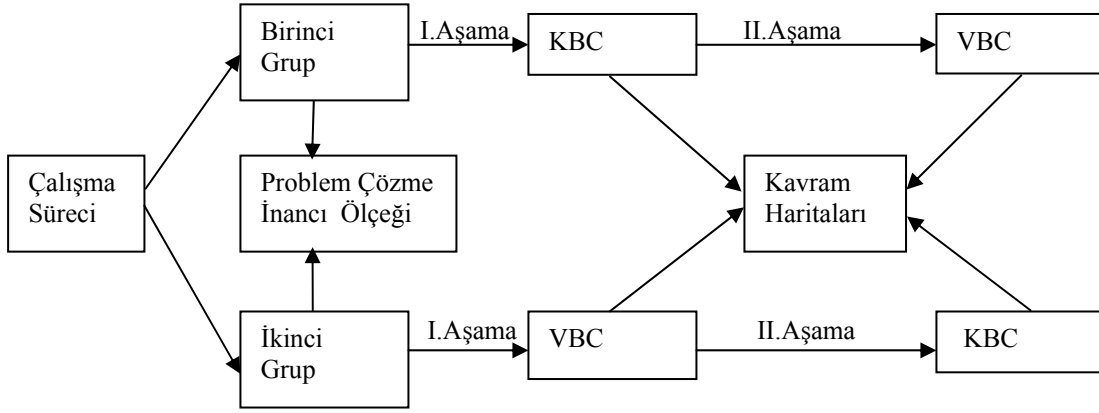 Birinci
Grup
I.Aşama
KBC
II.Aşama
VBC
Çalışma
Süreci
Problem Çözme
İnancı Ölçeği
Kavram
Haritaları
İkinci
Grup
I.Aşama
VBC
II.Aşama
KBC